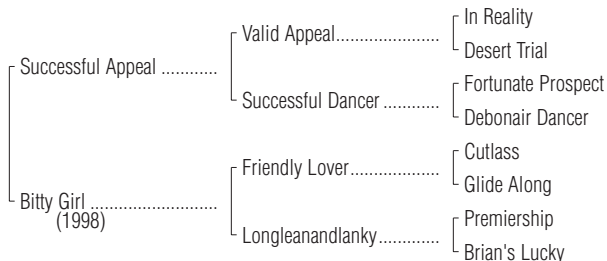 In Reality
Valid Appeal..................
Desert Trial
Successful Appeal ............
Fortunate Prospect
Successful Dancer .............
Debonair Dancer
Cutlass
Friendly Lover..................
Glide Along
Bitty Girl ..........................
(1998)
Premiership
Longleanandlanky.............
Brian's Lucky